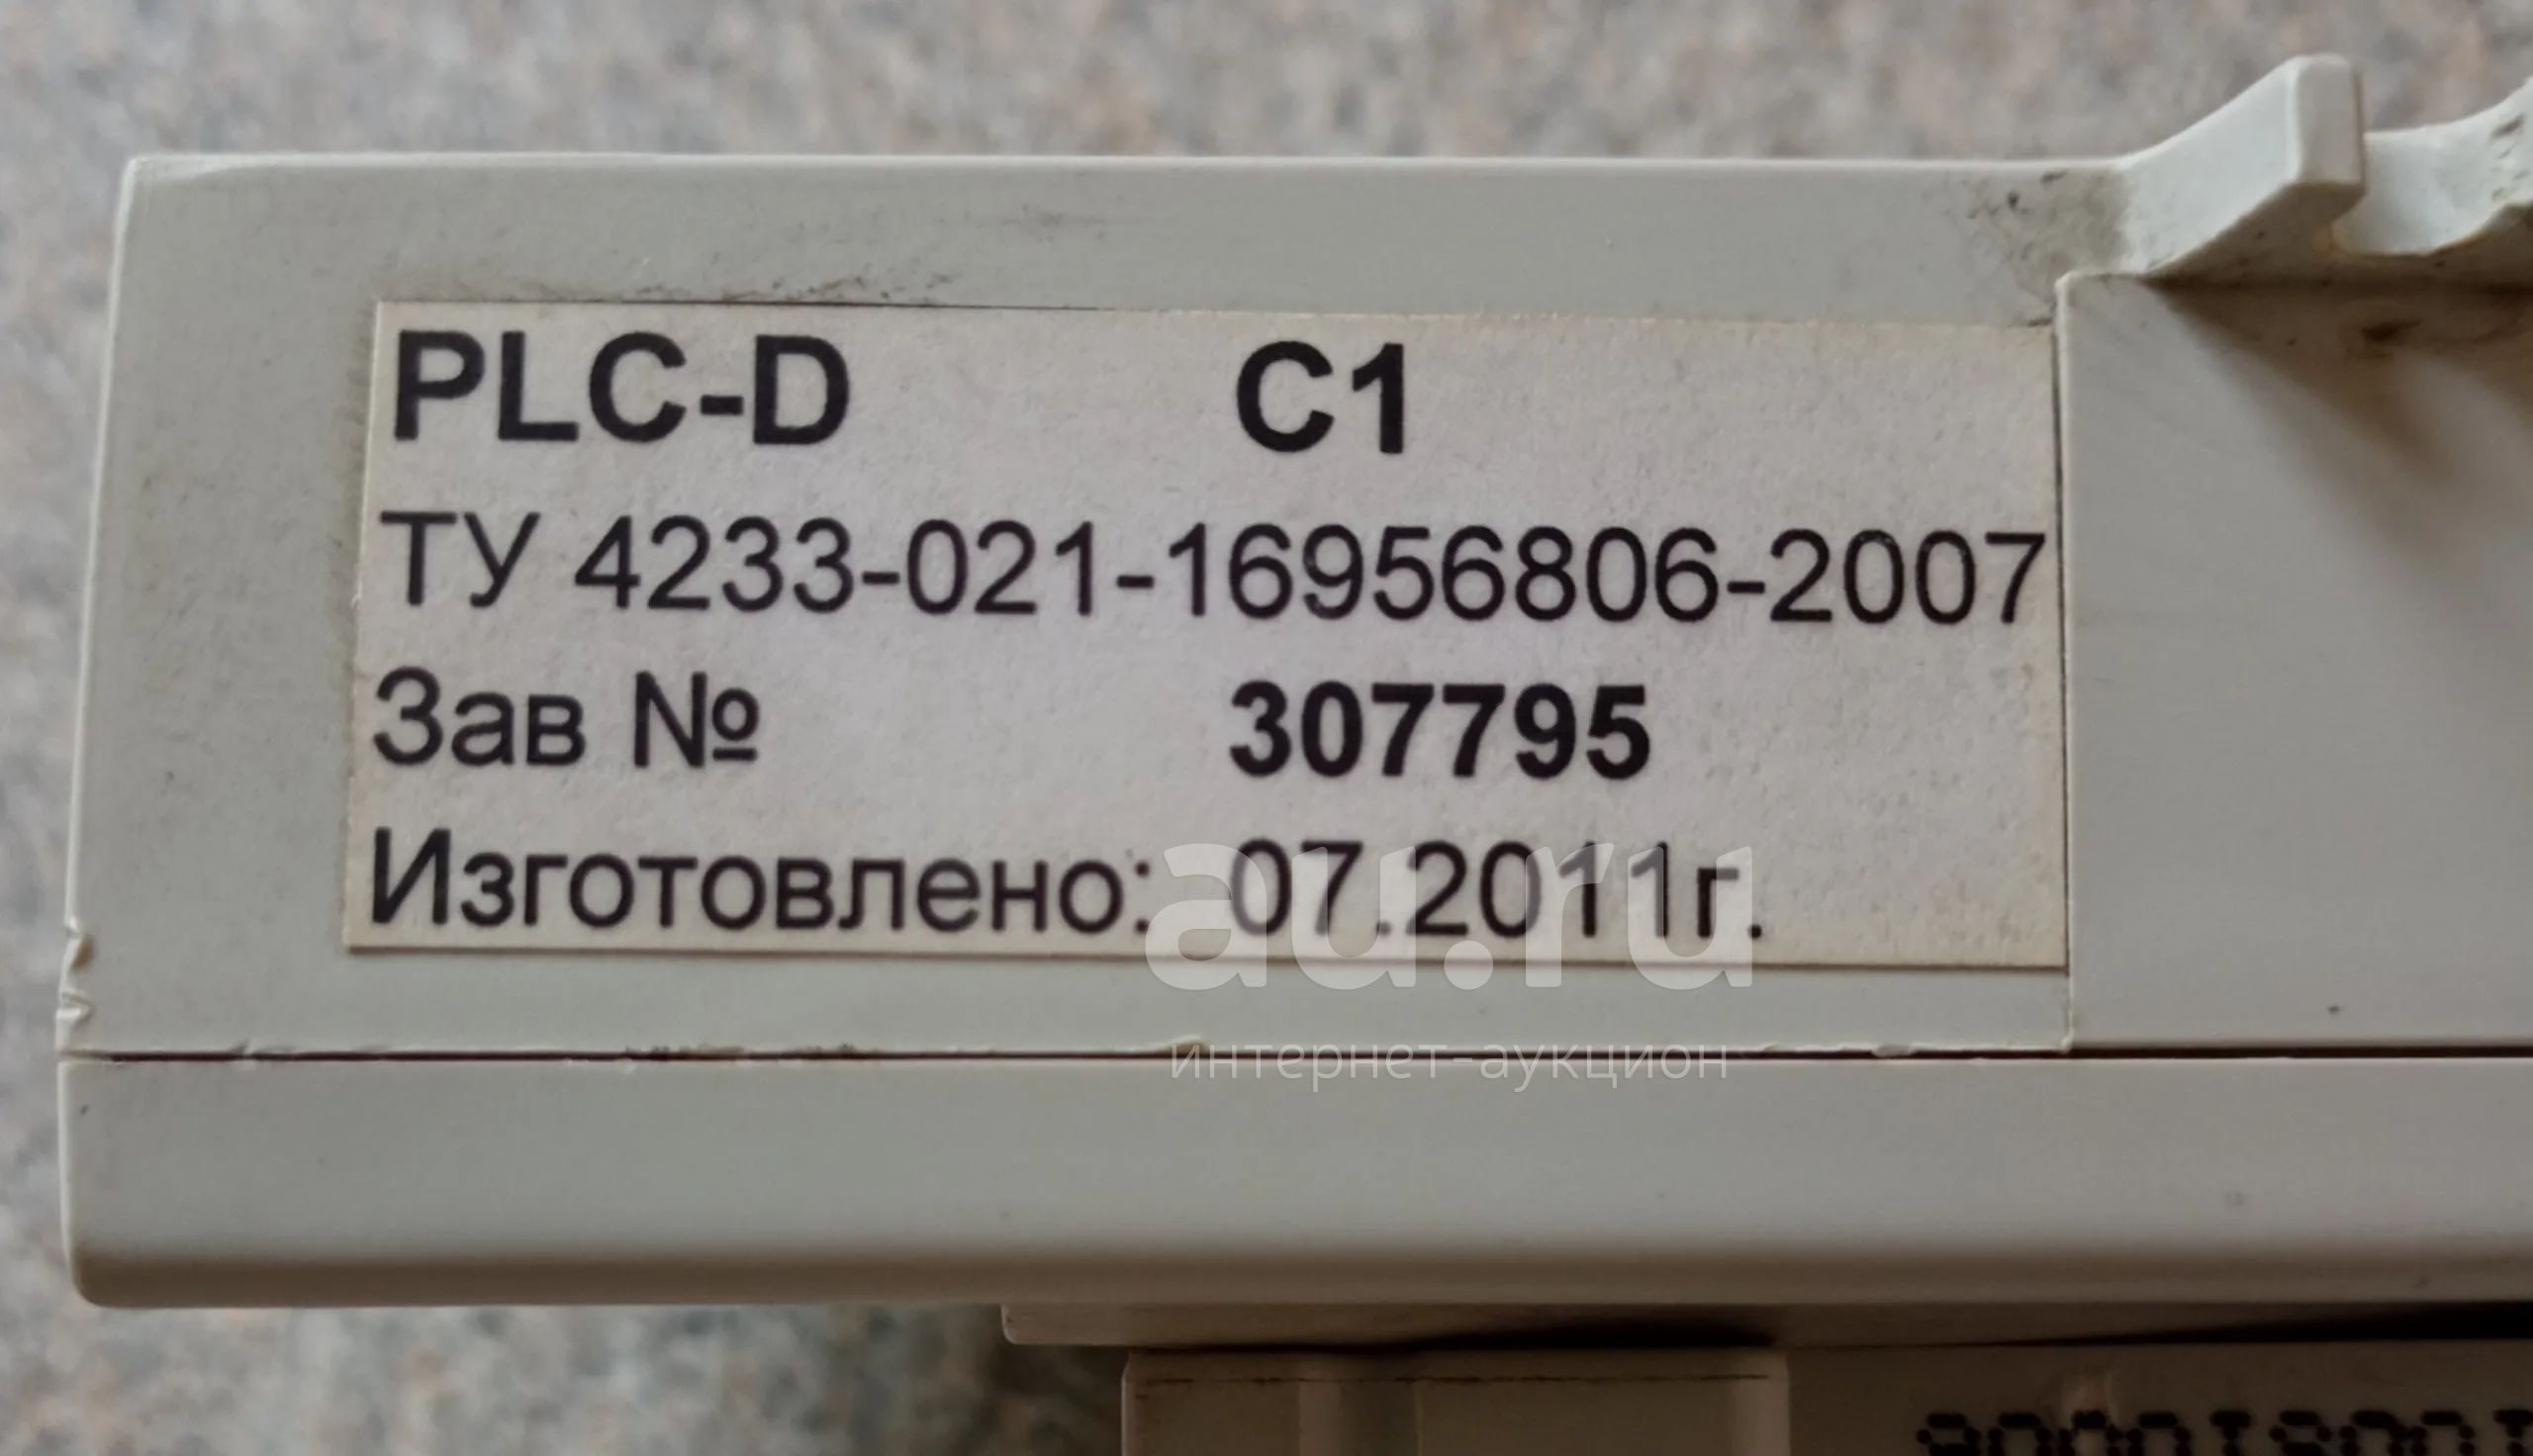 PLC-D C1
ТУ 4233-021-16956806-2007
Зав № 307795
Изготовлено: 07.2011г.
au.ru
интернет-аукцион